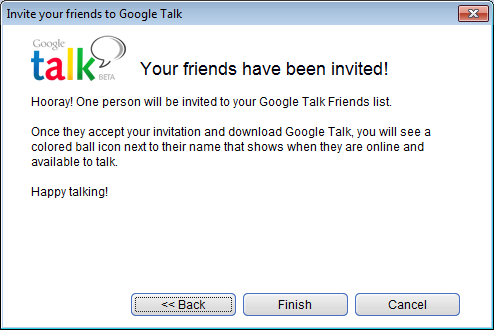 Invite your friends to Google Talk
Google
talk
BETA
Your friends have been invited!
Hooray! One person will be invited to your Google Talk Friends list.
Once they accept your invitation and download Google Talk, you will see a
colored ball icon next to their name that shows when they are online and
available to talk.
Happy talking!
<< Back
Finish
Cancel